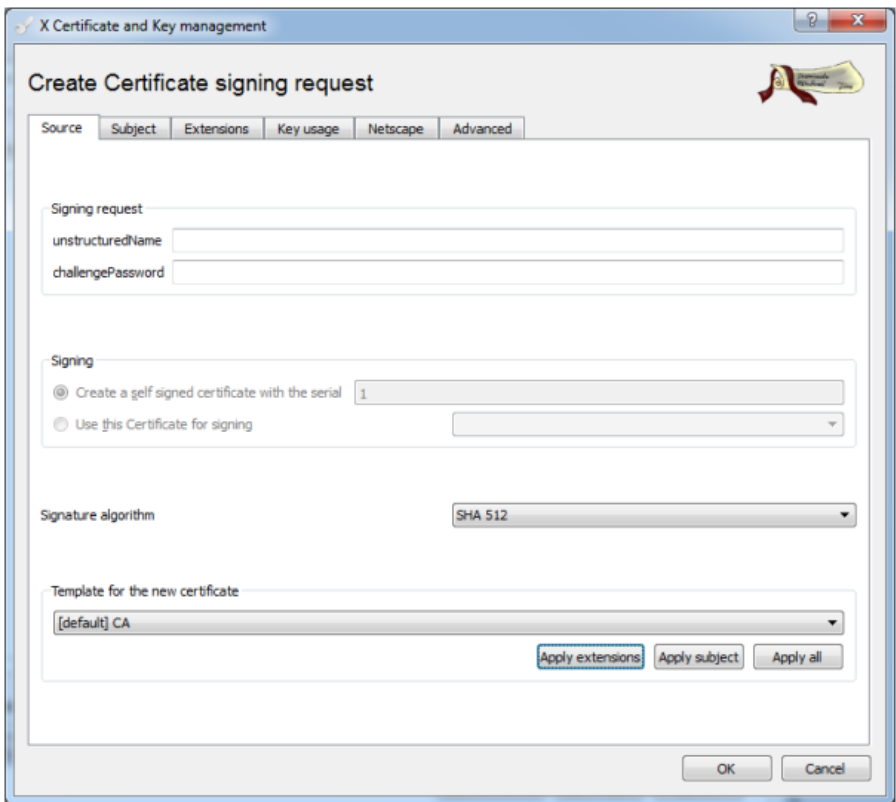 X Certificate and Key management
?
Create Certificate signing request
Source Subject Extensions Key usage Netscape Advanced
Signing request
unstructuredName
challengePassword
Signing
Create a self signed certificate with the serial 1
Use this Certificate for signing
Signature algorithm SHA 512
Template for the new certificate
[default] CA
Apply extensions Apply subject Apply all
OK Cancel